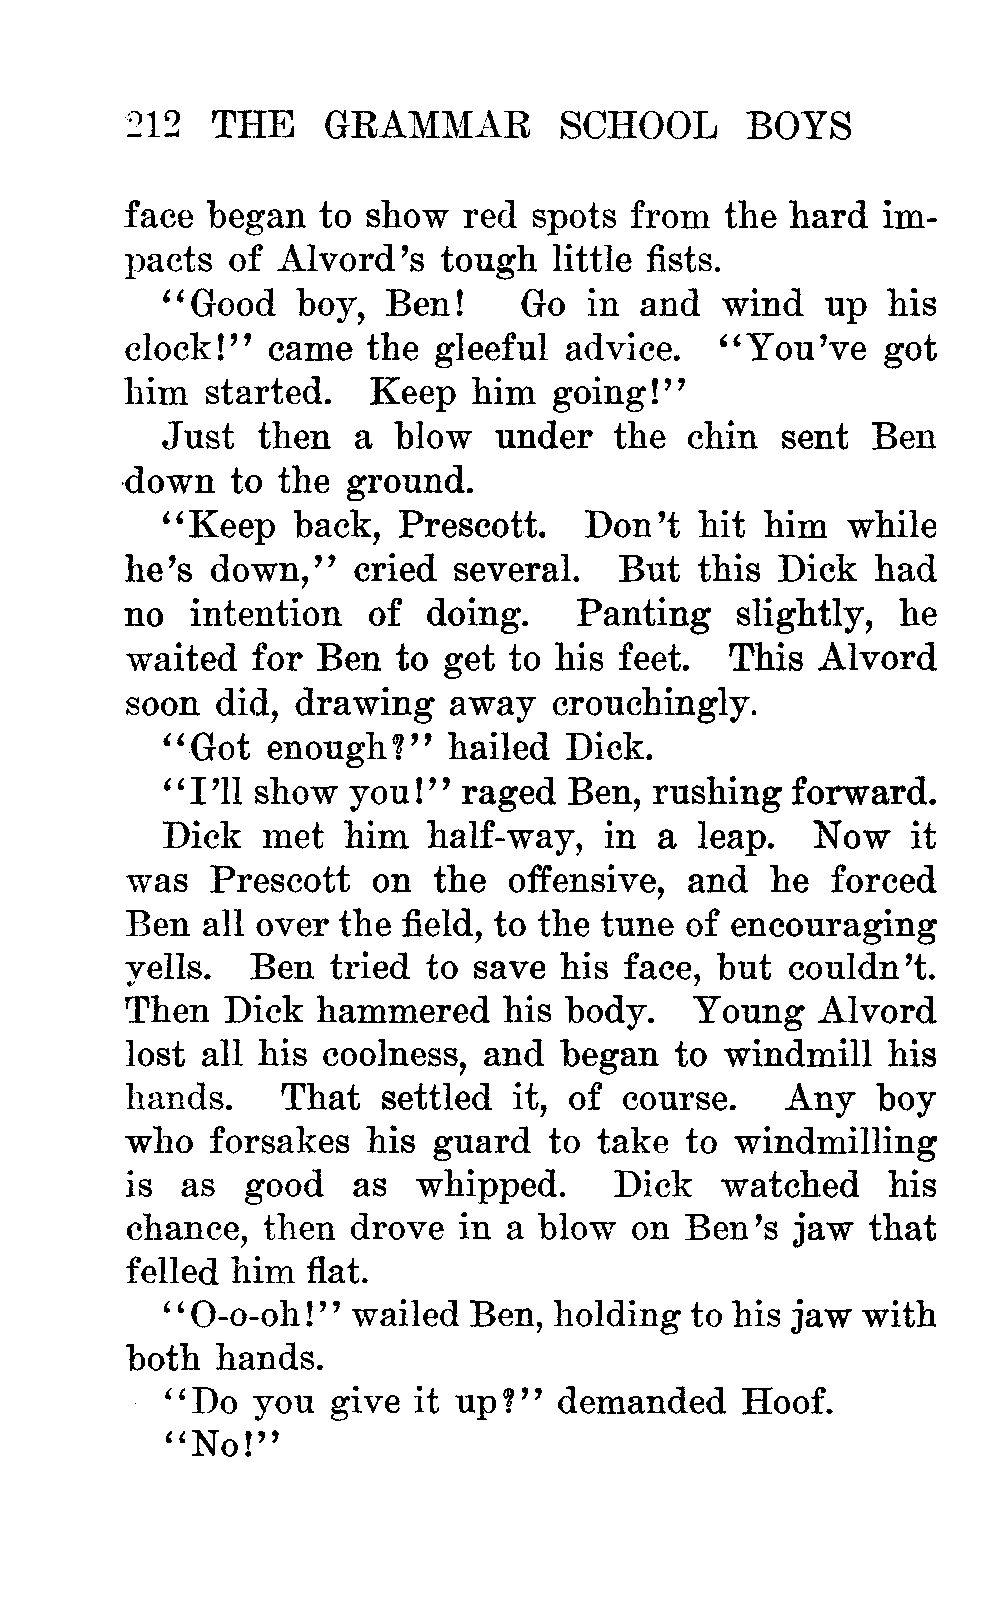 212 THE GRAMMAR SCHOOL BOYS
face began to show red spots from the hard im-
pacts of Alvord's tough little fists.
"Good boy, Ben! Go in and wind up his
clock!" came the gleeful advice. "You've got
him started. Keep him going!"
Just then a blow under the chin sent Ben
down to the ground.
"Keep back, Prescott. Don't hit him while
he's down," cried several. But this Dick had
no intention of doing. Panting slightly, he
waited for Ben to get to his feet. This Alvord
soon did, drawing away crouchingly.
"Got enough?" hailed Dick.
"I'll show you!" raged Ben, rushing forward.
Dick met him half-way, in a leap. Now it
was Prescott on the offensive, and he forced
Ben all over the field, to the tune of encouraging
yells. Ben tried to save his face, but couldn't.
Then Dick hammered his body. Young Alvord
lost all his coolness, and began to windmill his
hands. That settled it, of course. Any boy
who forsakes his guard to take to windmilling
is as good as whipped. Dick watched his
chance, then drove in a blow on Ben's jaw that
felled him flat.
"O-o-oh!" wailed Ben, holding to his jaw with
both hands.
"Do you give it up?" demanded Hoof.
"No!"